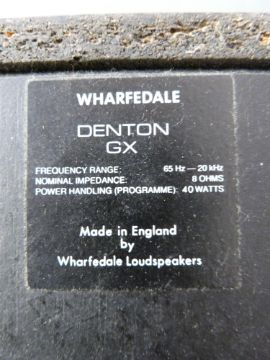 WHARFEDALE
DENTON
GX
FREQUENCY RANGE: 65 Hz — 20 kHz
NOMINAL IMPEDANCE: 8 OHMS
POWER HANDLING (PROGRAMME): 40 WATTS
Made in England
by
Wharfedale Loudspeakers